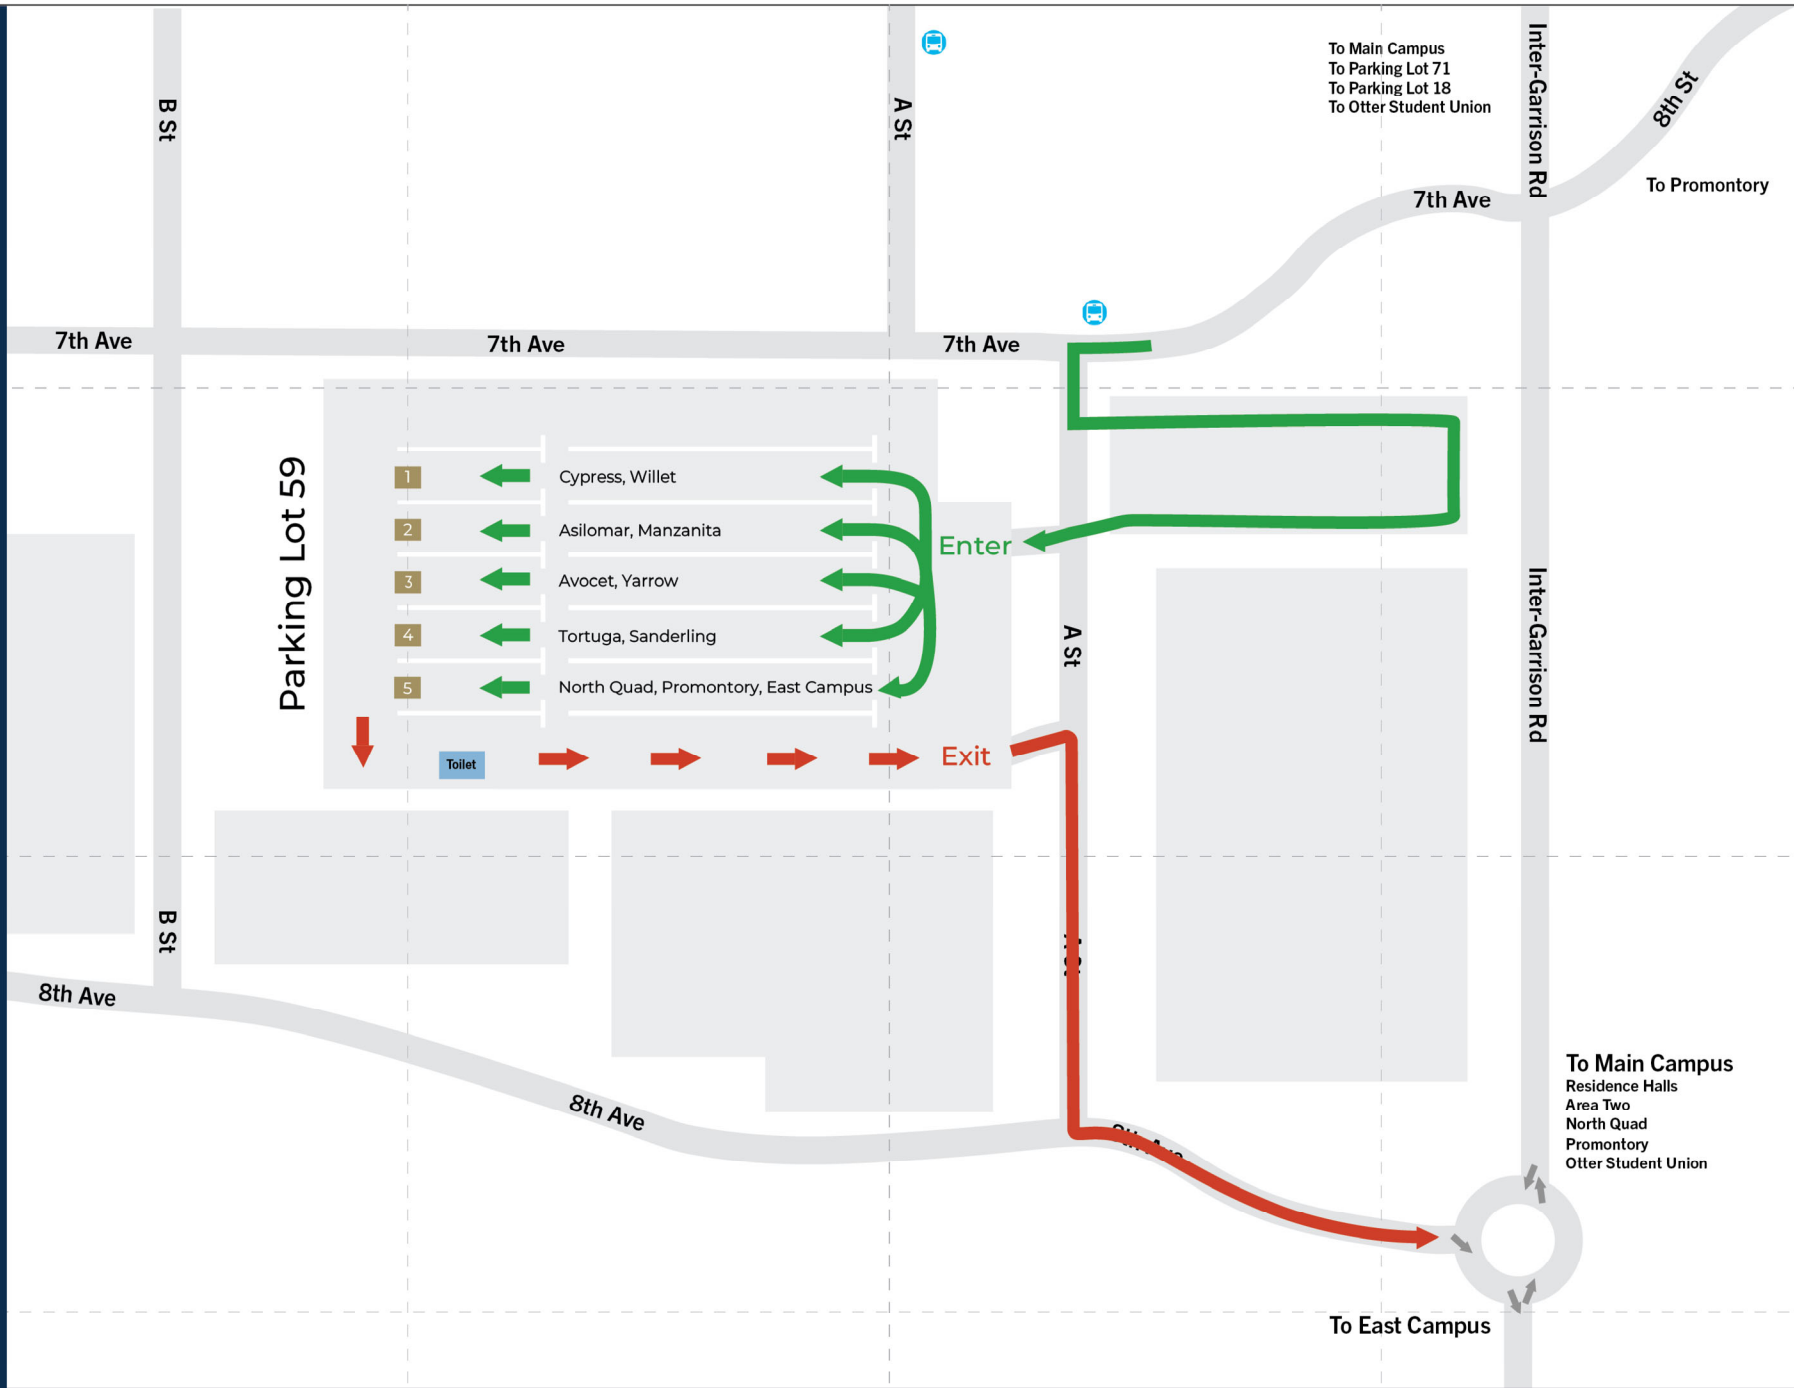 To Main Campus
To Parking Lot 71
To Parking Lot 18
To Otter Student Union
Inter-Garrison Rd
8th St
B St
A St
To Promontory
7th Ave
7th Ave
7th Ave
7th Ave
Parking Lot 59
1
Cypress, Willet
2
Asilomar, Manzanita
Enter
3
Avocet, Yarrow
4
Tortuga, Sanderling
A St
Inter-Garrison Rd
5
North Quad, Promontory, East Campus
Toilet
Exit
B St
A St
8th Ave
8th Ave
8th Ave
To Main Campus
Residence Halls
Area Two
North Quad
Promontory
Otter Student Union
To East Campus